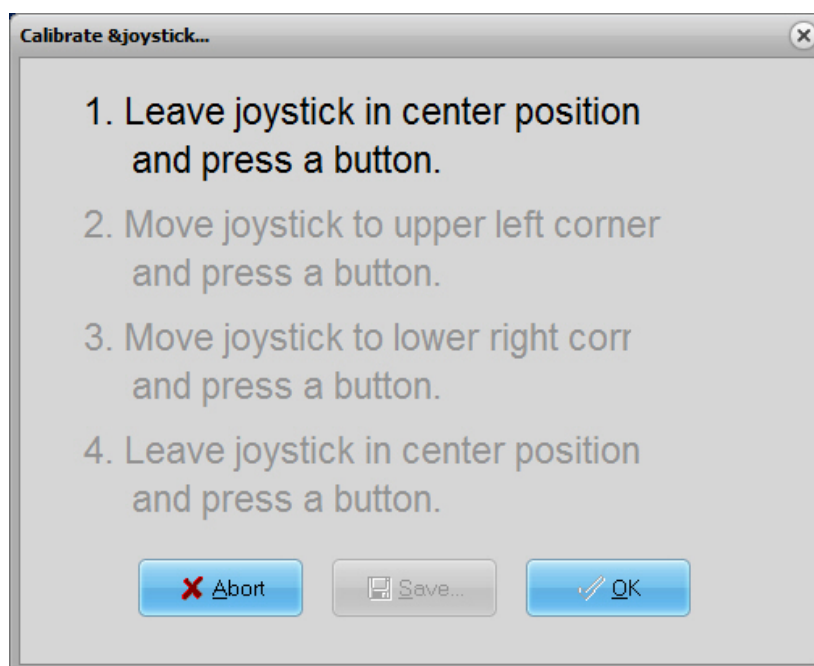 Calibrate &joystick...
1. Leave joystick in center position
and press a button.
2. Move joystick to upper left corner
and press a button.
3. Move joystick to lower right corr
and press a button.
4. Leave joystick in center position
and press a button.
Abort
Save...
OK